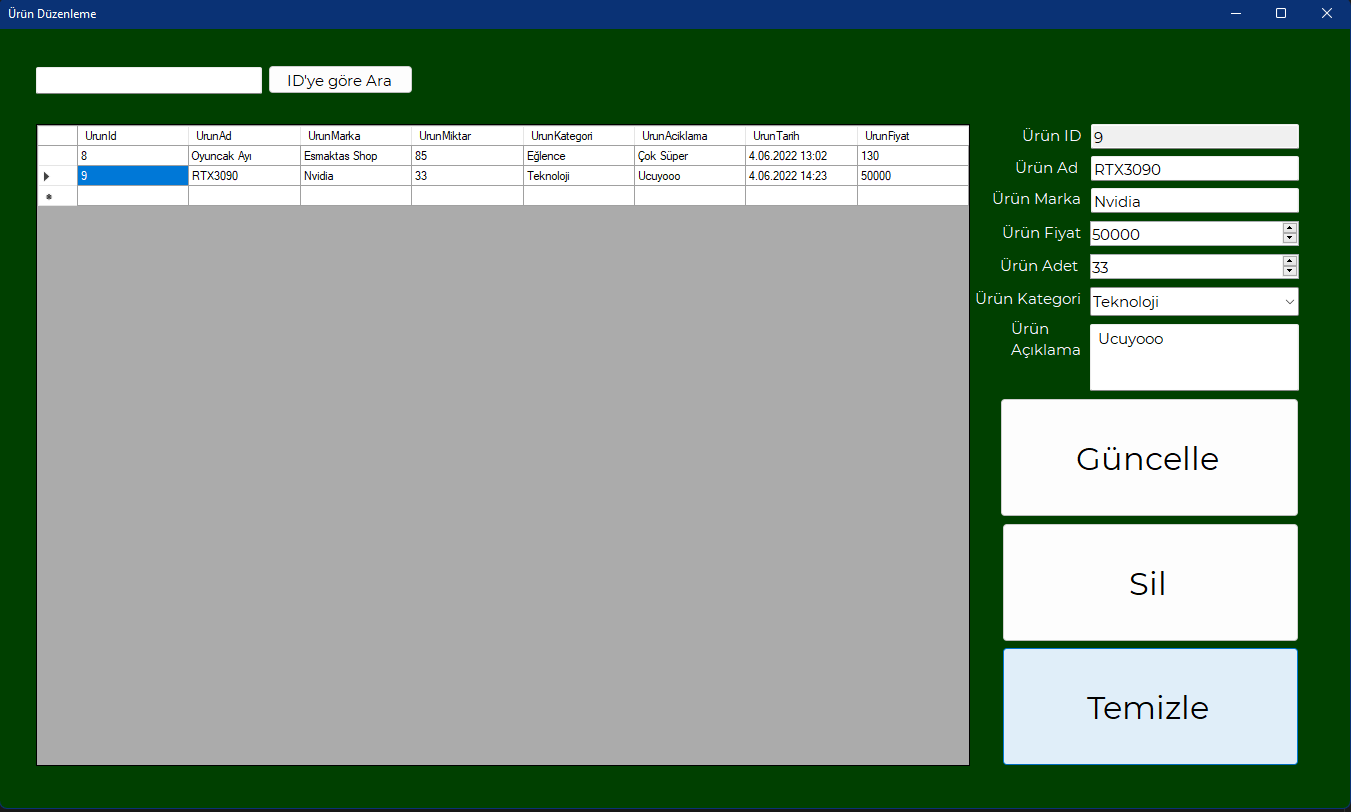 Ürün Düzenleme
ID'ye göre Ara
UrunId UrunAd UrunMarka UrunMiktar UrunKategori UrunAciklama UrunTarih UrunFiyat
8 Oyuncak Ayı Esmaktas Shop 85 Eğlence Çok Süper 4.06.2022 13:02 130
9 RTX3090 Nvidia 33 Teknoloji Ucuyooo 4.06.2022 14:23 50000
Ürün ID 9
Ürün Ad RTX3090
Ürün Marka Nvidia
Ürün Fiyat 50000
Ürün Adet 33
Ürün Kategori Teknoloji
Ürün
Açıklama
Ucuyooo
Güncelle
Sil
Temizle